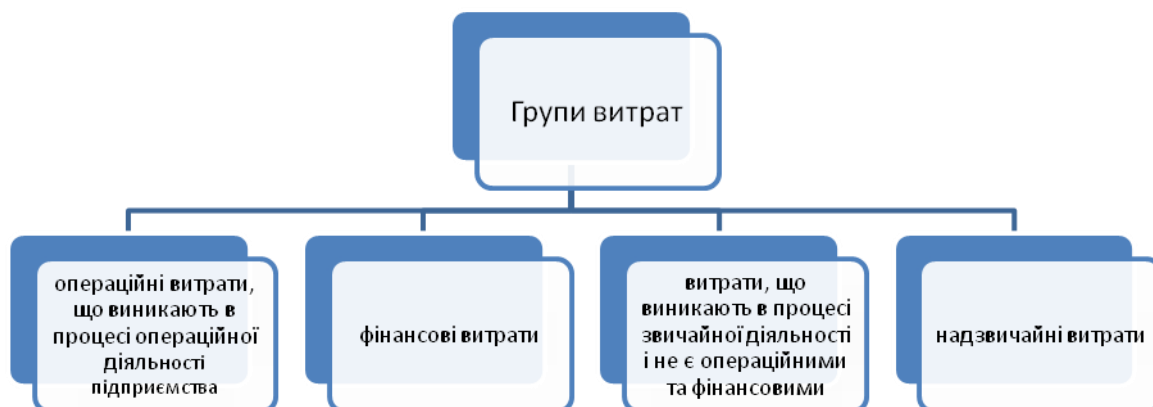 Групи витрат
операційні витрати,
що виникають в
процесі операційної
діяльності
підприємства
фінансові витрати
витрати, що
виникають в процесі
звичайної діяльності
і не є операційними
та фінансовими
надзвичайні витрати